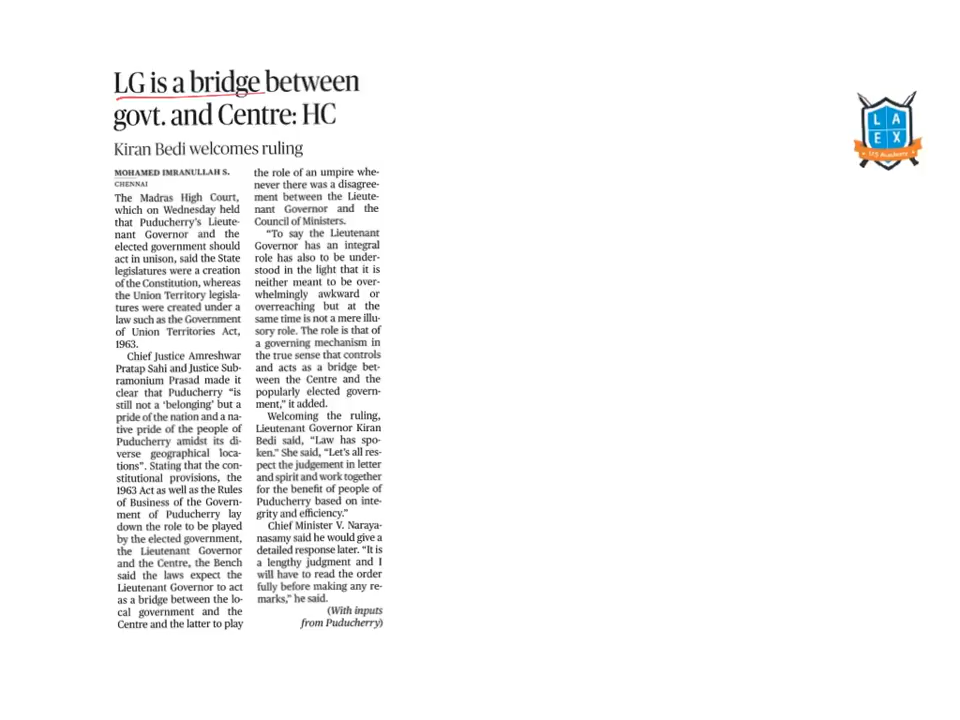 LG is a bridge between
govt. and Centre: HC
Kiran Bedi welcomes ruling
MOHAMED IMRANULLAH S.
CHENNAI
The Madras High Court,
which on Wednesday held
that Puducherry's Lieute-
nant Governor and the
elected government should
act in unison, said the State
legislatures were a creation
of the Constitution, whereas
the Union Territory legisla-
tures were created under a
law such as the Government
of Union Territories Act,
1963.
Chief Justice Amreshwar
Pratap Sahi and Justice Sub-
ramonium Prasad made it
clear that Puducherry "is
still not a 'belonging' but a
pride of the nation and a na-
tive pride of the people of
Puducherry amidst its di-
verse geographical loca-
tions". Stating that the con-
stitutional provisions, the
1963 Act as well as the Rules
of Business of the Govern-
ment of Puducherry lay
down the role to be played
by the elected government,
the Lieutenant Governor
and the Centre, the Bench
said the laws expect the
Lieutenant Governor to act
as a bridge between the lo-
cal government and the
Centre and the latter to play
the role of an umpire whe-
never there was a disagree-
ment between the Lieute-
nant Governor and the
Council of Ministers.
"To say the Lieutenant
Governor has an integral
role has also to be under-
stood in the light that it is
neither meant to be over-
whelmingly awkward or
overreaching but at the
same time is not a mere illu-
sory role. The role is that of
a governing mechanism in
the true sense that controls
and acts as a bridge bet-
ween the Centre and the
popularly elected govern-
ment," it added.
Welcoming the ruling,
Lieutenant Governor Kiran
Bedi said, "Law has spo-
ken." She said, "Let's all res-
pect the judgement in letter
and spirit and work together
for the benefit of people of
Puducherry based on inte-
grity and efficiency."
Chief Minister V. Naraya-
nasamy said he would give a
detailed response later. "It is
a lengthy judgment and I
will have to read the order
fully before making any re-
marks," he said.
(With inputs
from Puducherry)
L A
E X